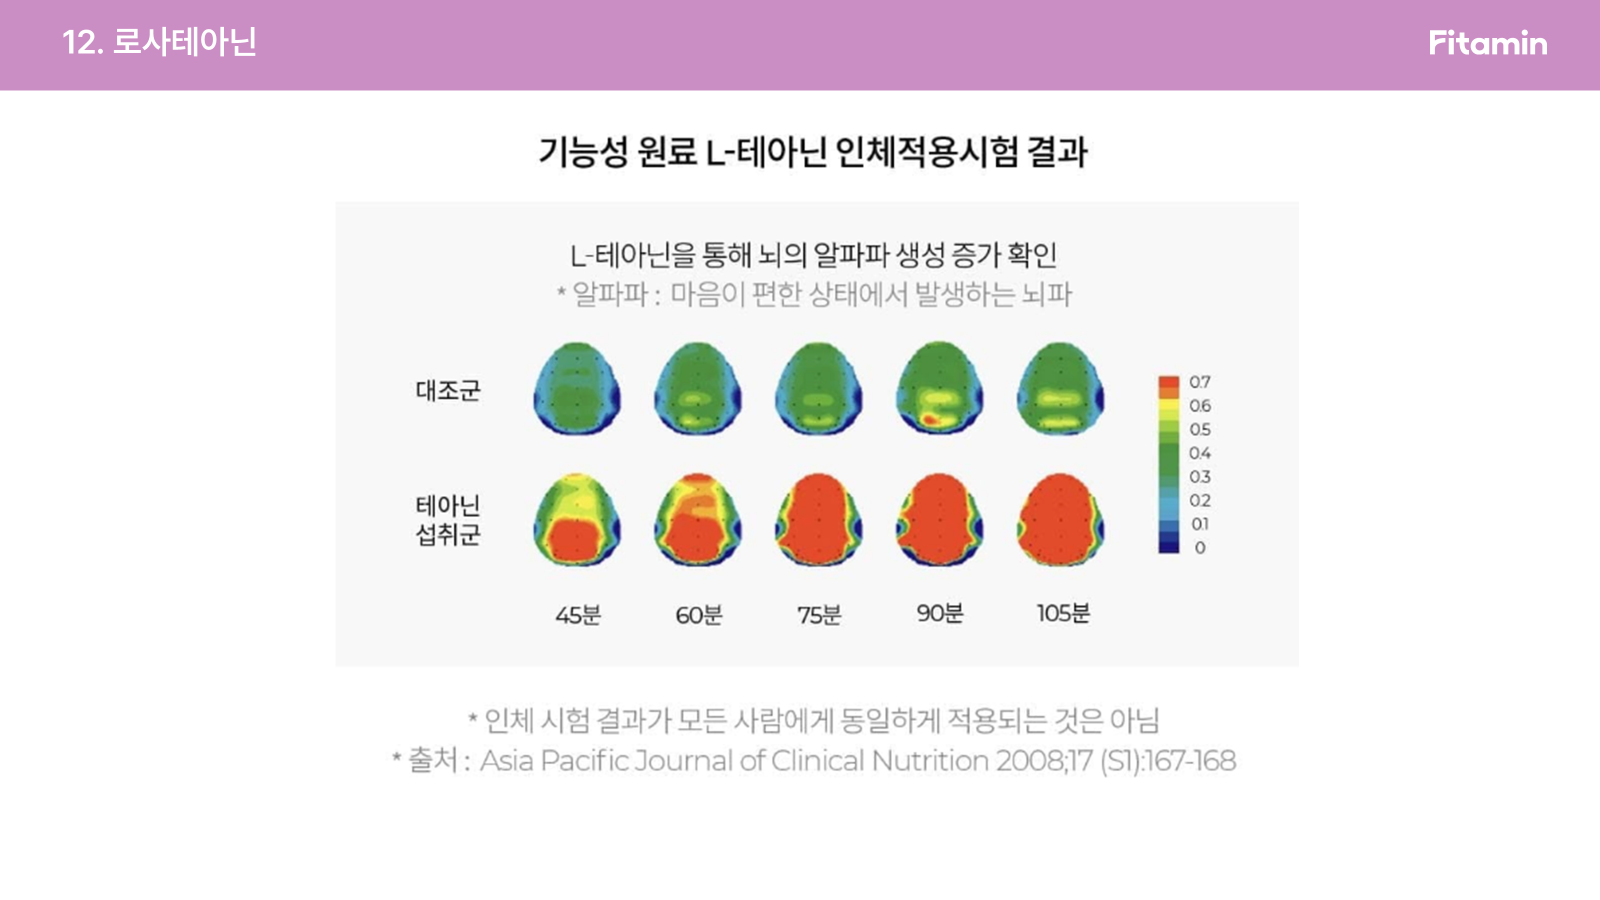 12. 로사테아닌
Fitamin
기능성 원료 L-테아닌 인체적용시험 결과
L-테아닌을 통해 뇌의 알파파 생성 증가 확인
* 알파파 : 마음이 편한 상태에서 발생하는 뇌파
대조군
0.7
0.6
0.5
0.4
0.3
0.2
0.1
0
테아닌
섭취군
45분
60분
75분
90분
105분
* 인체 시험 결과가 모든 사람에게 동일하게 적용되는 것은 아님
* 출처 : Asia Pacific Journal of Clinical Nutrition 2008;17 (S1):167-168